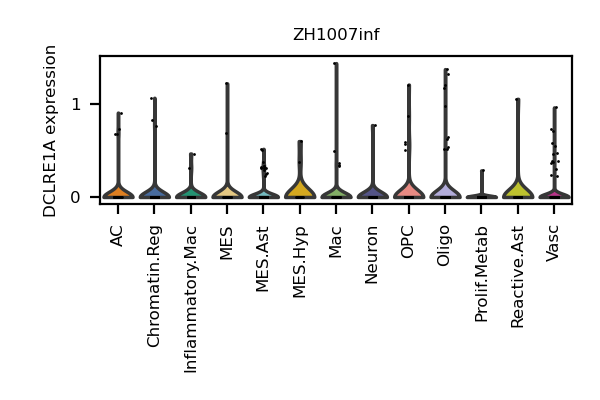 ZH1007inf
DCLRE1A expression
1
0
AC
Chromatin.Reg
Inflammatory.Mac
MES
MES.Ast
MES.Hyp
Mac
Neuron
OPC
Oligo
Prolif.Metab
Reactive.Ast
Vasc